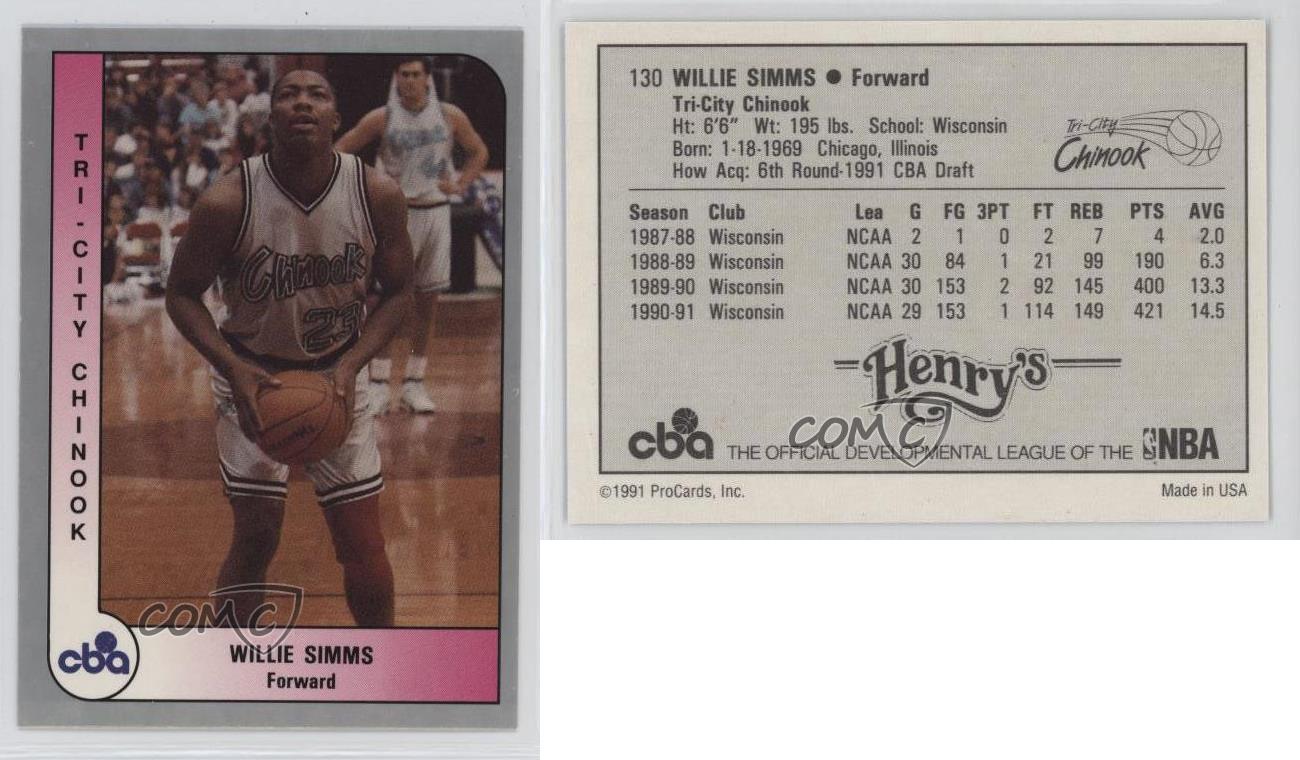 TRI-CITY CHINOOK
Chinook
23
COMC
cba
WILLIE SIMMS
Forward
130 WILLIE SIMMS ● Forward
Tri-City Chinook
Ht: 6'6" Wt: 195 lbs. School: Wisconsin
Born: 1-18-1969 Chicago, Illinois
How Acq: 6th Round-1991 CBA Draft
Tri-City
Chinook
Season Club Lea G FG 3PT FT REB PTS AVG
1987-88 Wisconsin NCAA 2 1 0 2 7 4 2.0
1988-89 Wisconsin NCAA 30 84 1 21 99 190 6.3
1989-90 Wisconsin NCAA 30 153 2 92 145 400 13.3
1990-91 Wisconsin NCAA 29 153 1 114 149 421 14.5
Henry's
COMC
cba THE OFFICIAL DEVELOPMENTAL LEAGUE OF THE NBA
©1991 ProCards, Inc. Made in USA